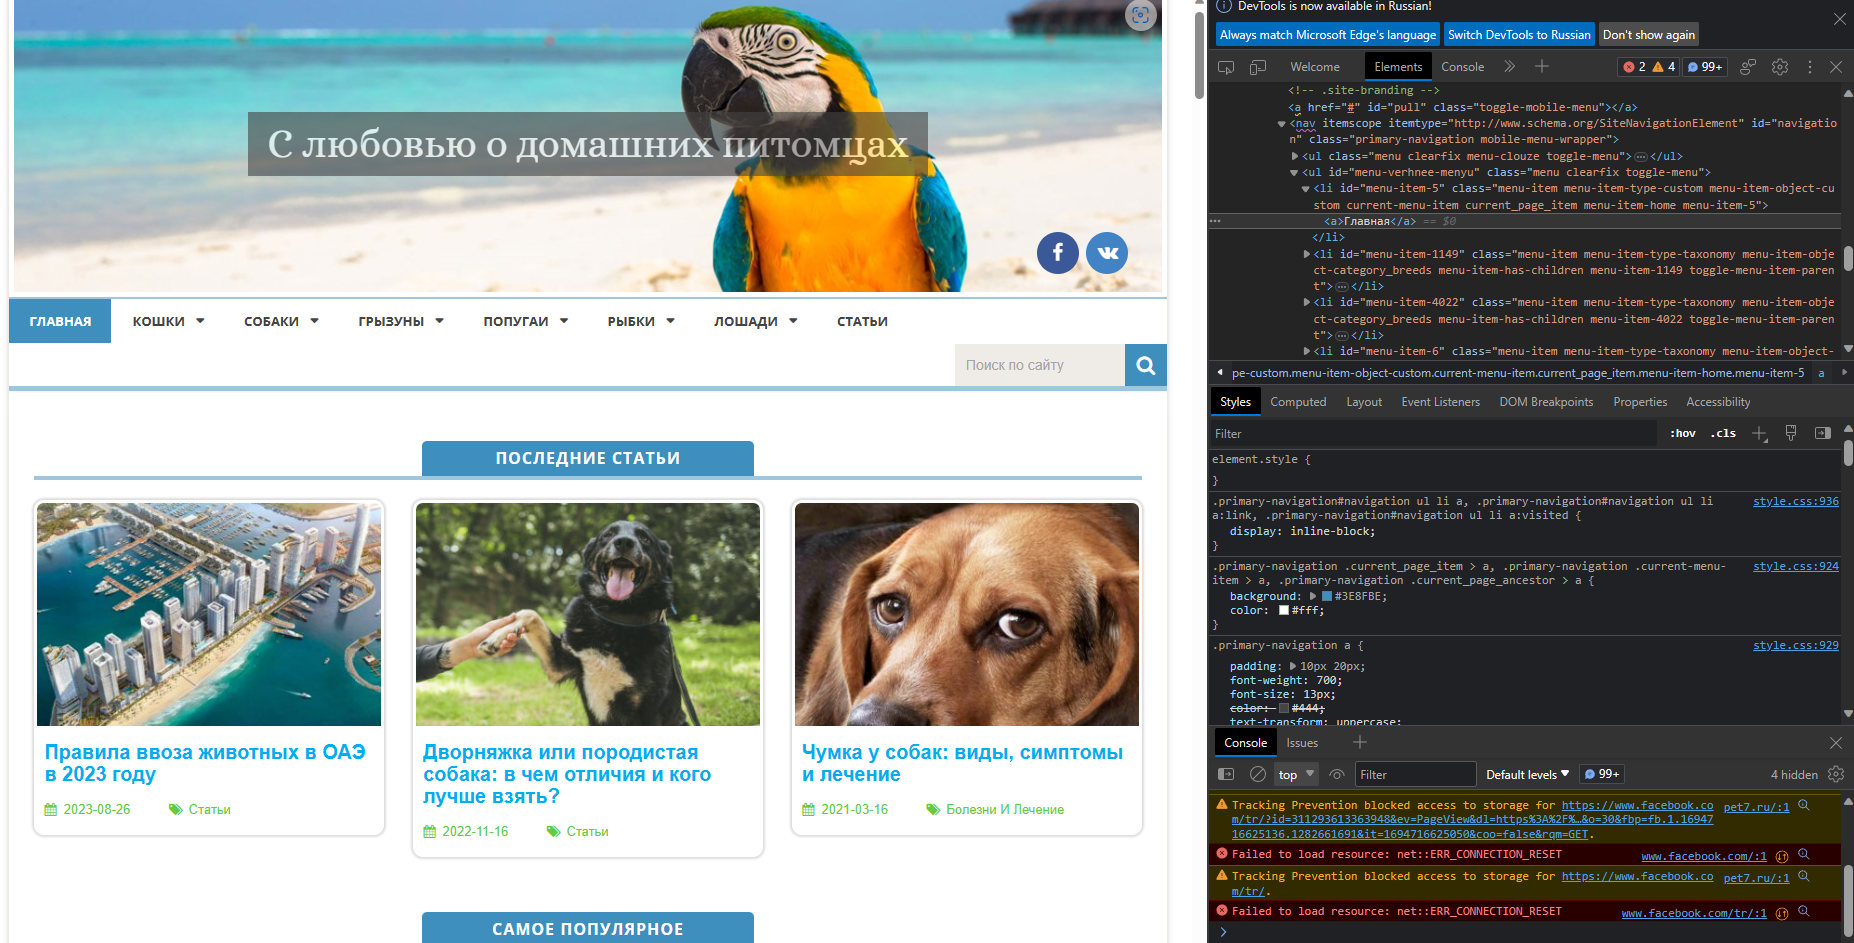 С любовью о домашних питомцах
ГЛАВНАЯ
КОШКИ
СОБАКИ
ГРЫЗУНЫ
ПОПУГАИ
РЫБКИ
ЛОШАДИ
СТАТЬИ
Поиск по сайту
ПОСЛЕДНИЕ СТАТЬИ
Правила ввоза животных в ОАЭ
в 2023 году
2023-08-26 Статьи
Дворняжка или породистая
собака: в чем отличия и кого
лучше взять?
2022-11-16 Статьи
Чумка у собак: виды, симптомы
и лечение
2021-03-16 Болезни И Лечение
САМОЕ ПОПУЛЯРНОЕ
DevTools is now available in Russian!
Always match Microsoft Edge's language
Switch DevTools to Russian
Don't show again
Welcome
Elements
Console
2 4 99+
<!-- .site-branding -->
<a href="#" id="pull" class="toggle-mobile-menu"></a>
<nav itemscope itemtype="http://www.schema.org/SiteNavigationElement" id="navigatio
n" class="primary-navigation mobile-menu-wrapper">
<ul class="menu clearfix menu-clouze toggle-menu">…</ul>
<ul id="menu-verhnee-menyu" class="menu clearfix toggle-menu">
<li id="menu-item-5" class="menu-item menu-item-type-custom menu-item-object-cu
stom current-menu-item current_page_item menu-item-home menu-item-5">
<a>Главная</a> == $0
</li>
<li id="menu-item-1149" class="menu-item menu-item-type-taxonomy menu-item-obje
ct-category_breeds menu-item-has-children menu-item-1149 toggle-menu-item-paren
t">…</li>
<li id="menu-item-4022" class="menu-item menu-item-type-taxonomy menu-item-obje
ct-category_breeds menu-item-has-children menu-item-4022 toggle-menu-item-paren
t">…</li>
<li id="menu-item-6" class="menu-item menu-item-type-taxonomy menu-item-object-
pe-custom.menu-item-object-custom.current-menu-item.current_page_item.menu-item-home.menu-item-5 a
Styles
Computed
Layout
Event Listeners
DOM Breakpoints
Properties
Accessibility
Filter
:hov .cls
element.style {
}
.primary-navigation#navigation ul li a, .primary-navigation#navigation ul li style.css:936
a:link, .primary-navigation#navigation ul li a:visited {
display: inline-block;
}
.primary-navigation .current_page_item > a, .primary-navigation .current-menu- style.css:924
item > a, .primary-navigation .current_page_ancestor > a {
background: #3E8FBE;
color: #fff;
}
.primary-navigation a { style.css:929
padding: 10px 20px;
font-weight: 700;
font-size: 13px;
color: #444;
text-transform: uppercase;
Console
Issues
top
Filter
Default levels
99+
4 hidden
Tracking Prevention blocked access to storage for https://www.facebook.co pet7.ru/:1
m/tr/?id=311293613363948&ev=PageView&dl=https%3A%2F%…&o=30&fbp=fb.1.16947
16625136.1282661691&it=1694716625050&coo=false&rqm=GET.
Failed to load resource: net::ERR_CONNECTION_RESET www.facebook.com/:1
Tracking Prevention blocked access to storage for https://www.facebook.co pet7.ru/:1
m/tr/.
Failed to load resource: net::ERR_CONNECTION_RESET www.facebook.com/tr/:1